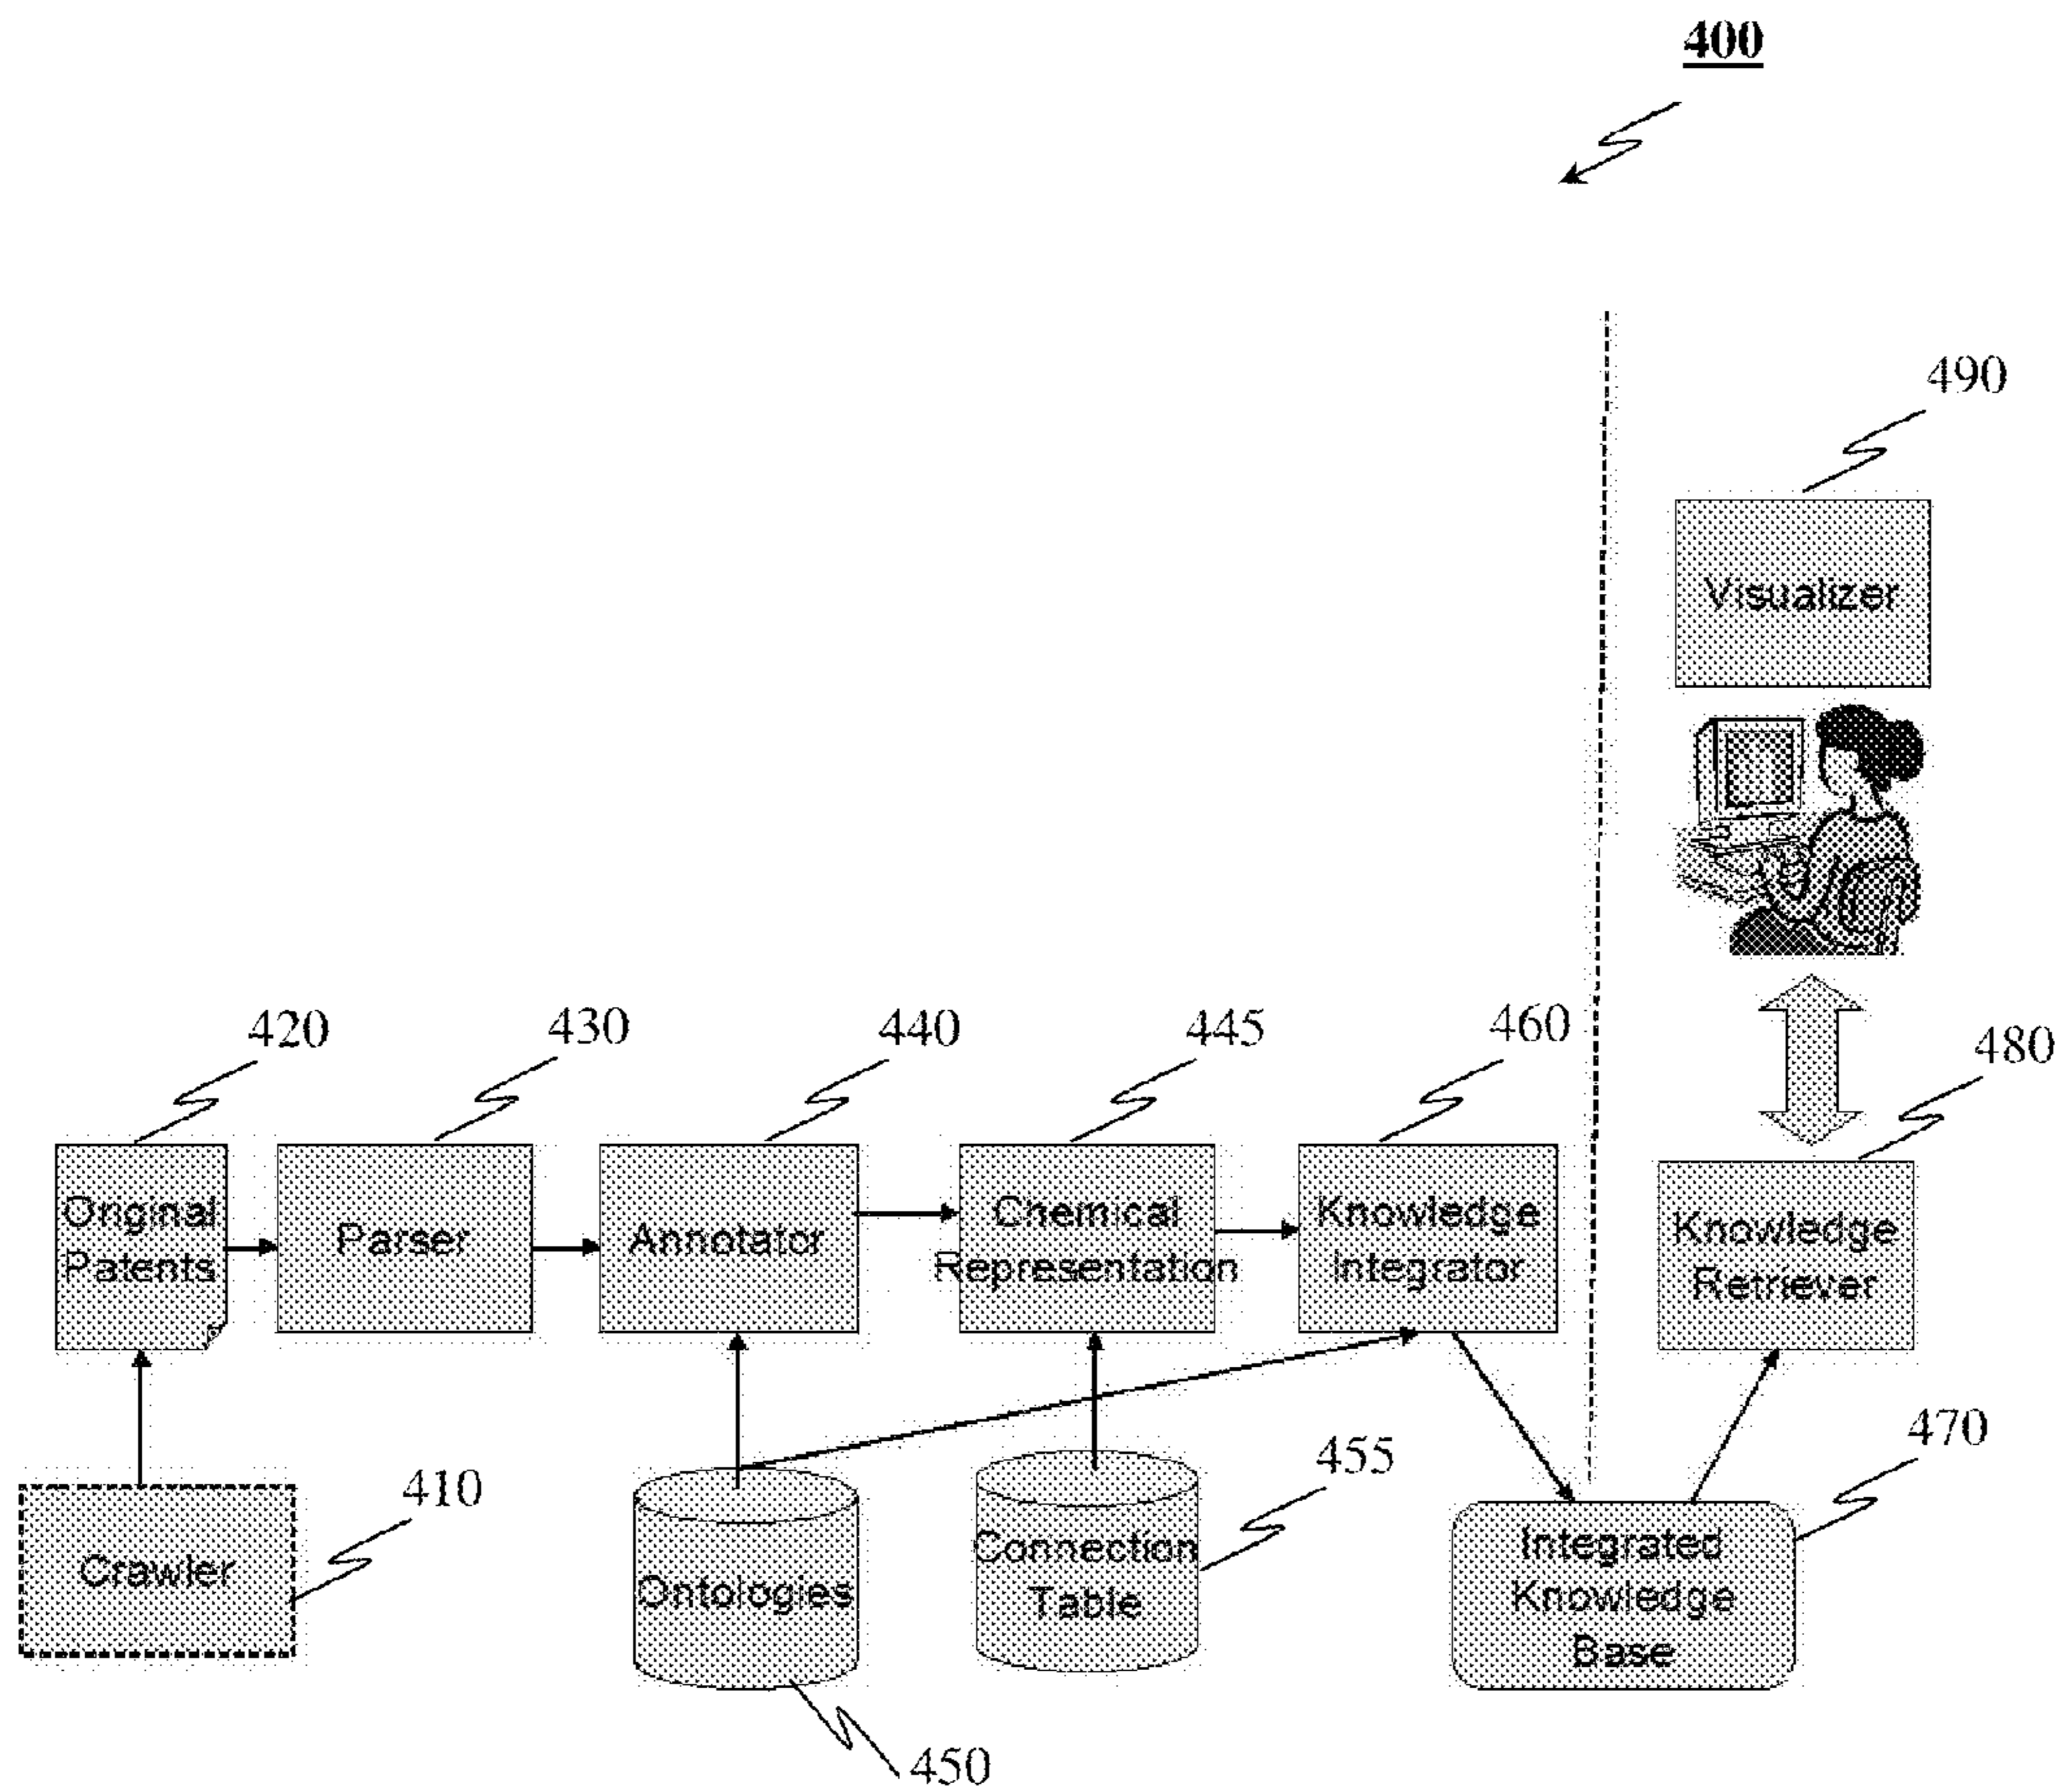 400
490
Visualizer
420
430
440
445
460
480
Original
Patents
Parser
Annotator
Chemical
Representation
Knowledge
Integrator
Knowledge
Retriever
410
455
470
Crawler
Ontologies
Connection
Table
Integrated
Knowledge
Base
450